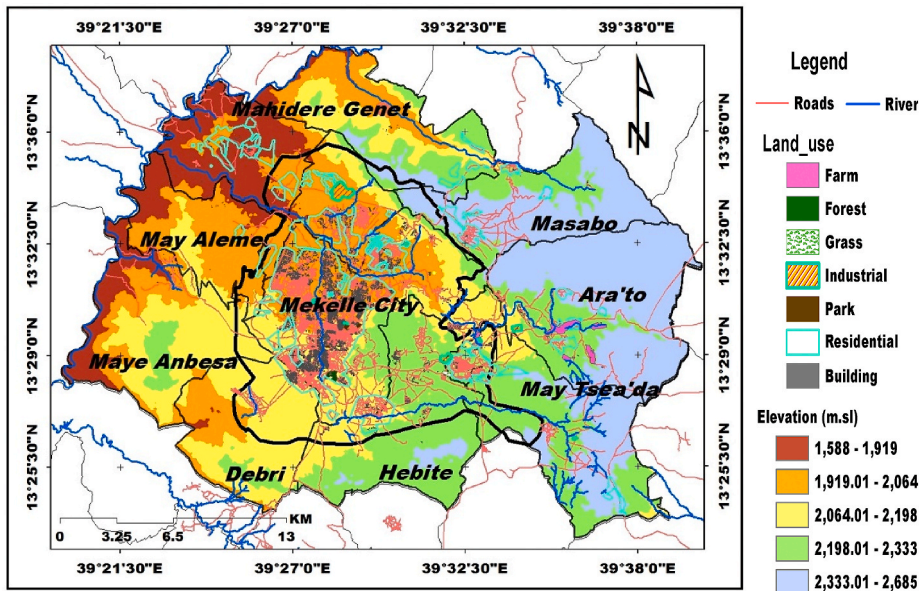 39°21'30"E 39°27'0"E 39°32'30"E 39°38'0"E
13°36'0"N
13°32'30"N
13°29'0"N
13°25'30"N
13°36'0"N
13°32'30"N
13°29'0"N
13°25'30"N
N
Mahidere Genet
Masabo
May Aleme
Ara'to
Mekelle City
Maye Anbesa
May Tsea'da
Debri
Hebite
KM
0 3.25 6.5 13
39°21'30"E 39°27'0"E 39°32'30"E 39°38'0"E
Legend
Roads River
Land_use
Farm
Forest
Grass
Industrial
Park
Residential
Building
Elevation (m.sl)
1,588 - 1,919
1,919.01 - 2,064
2,064.01 - 2,198
2,198.01 - 2,333
2,333.01 - 2,685